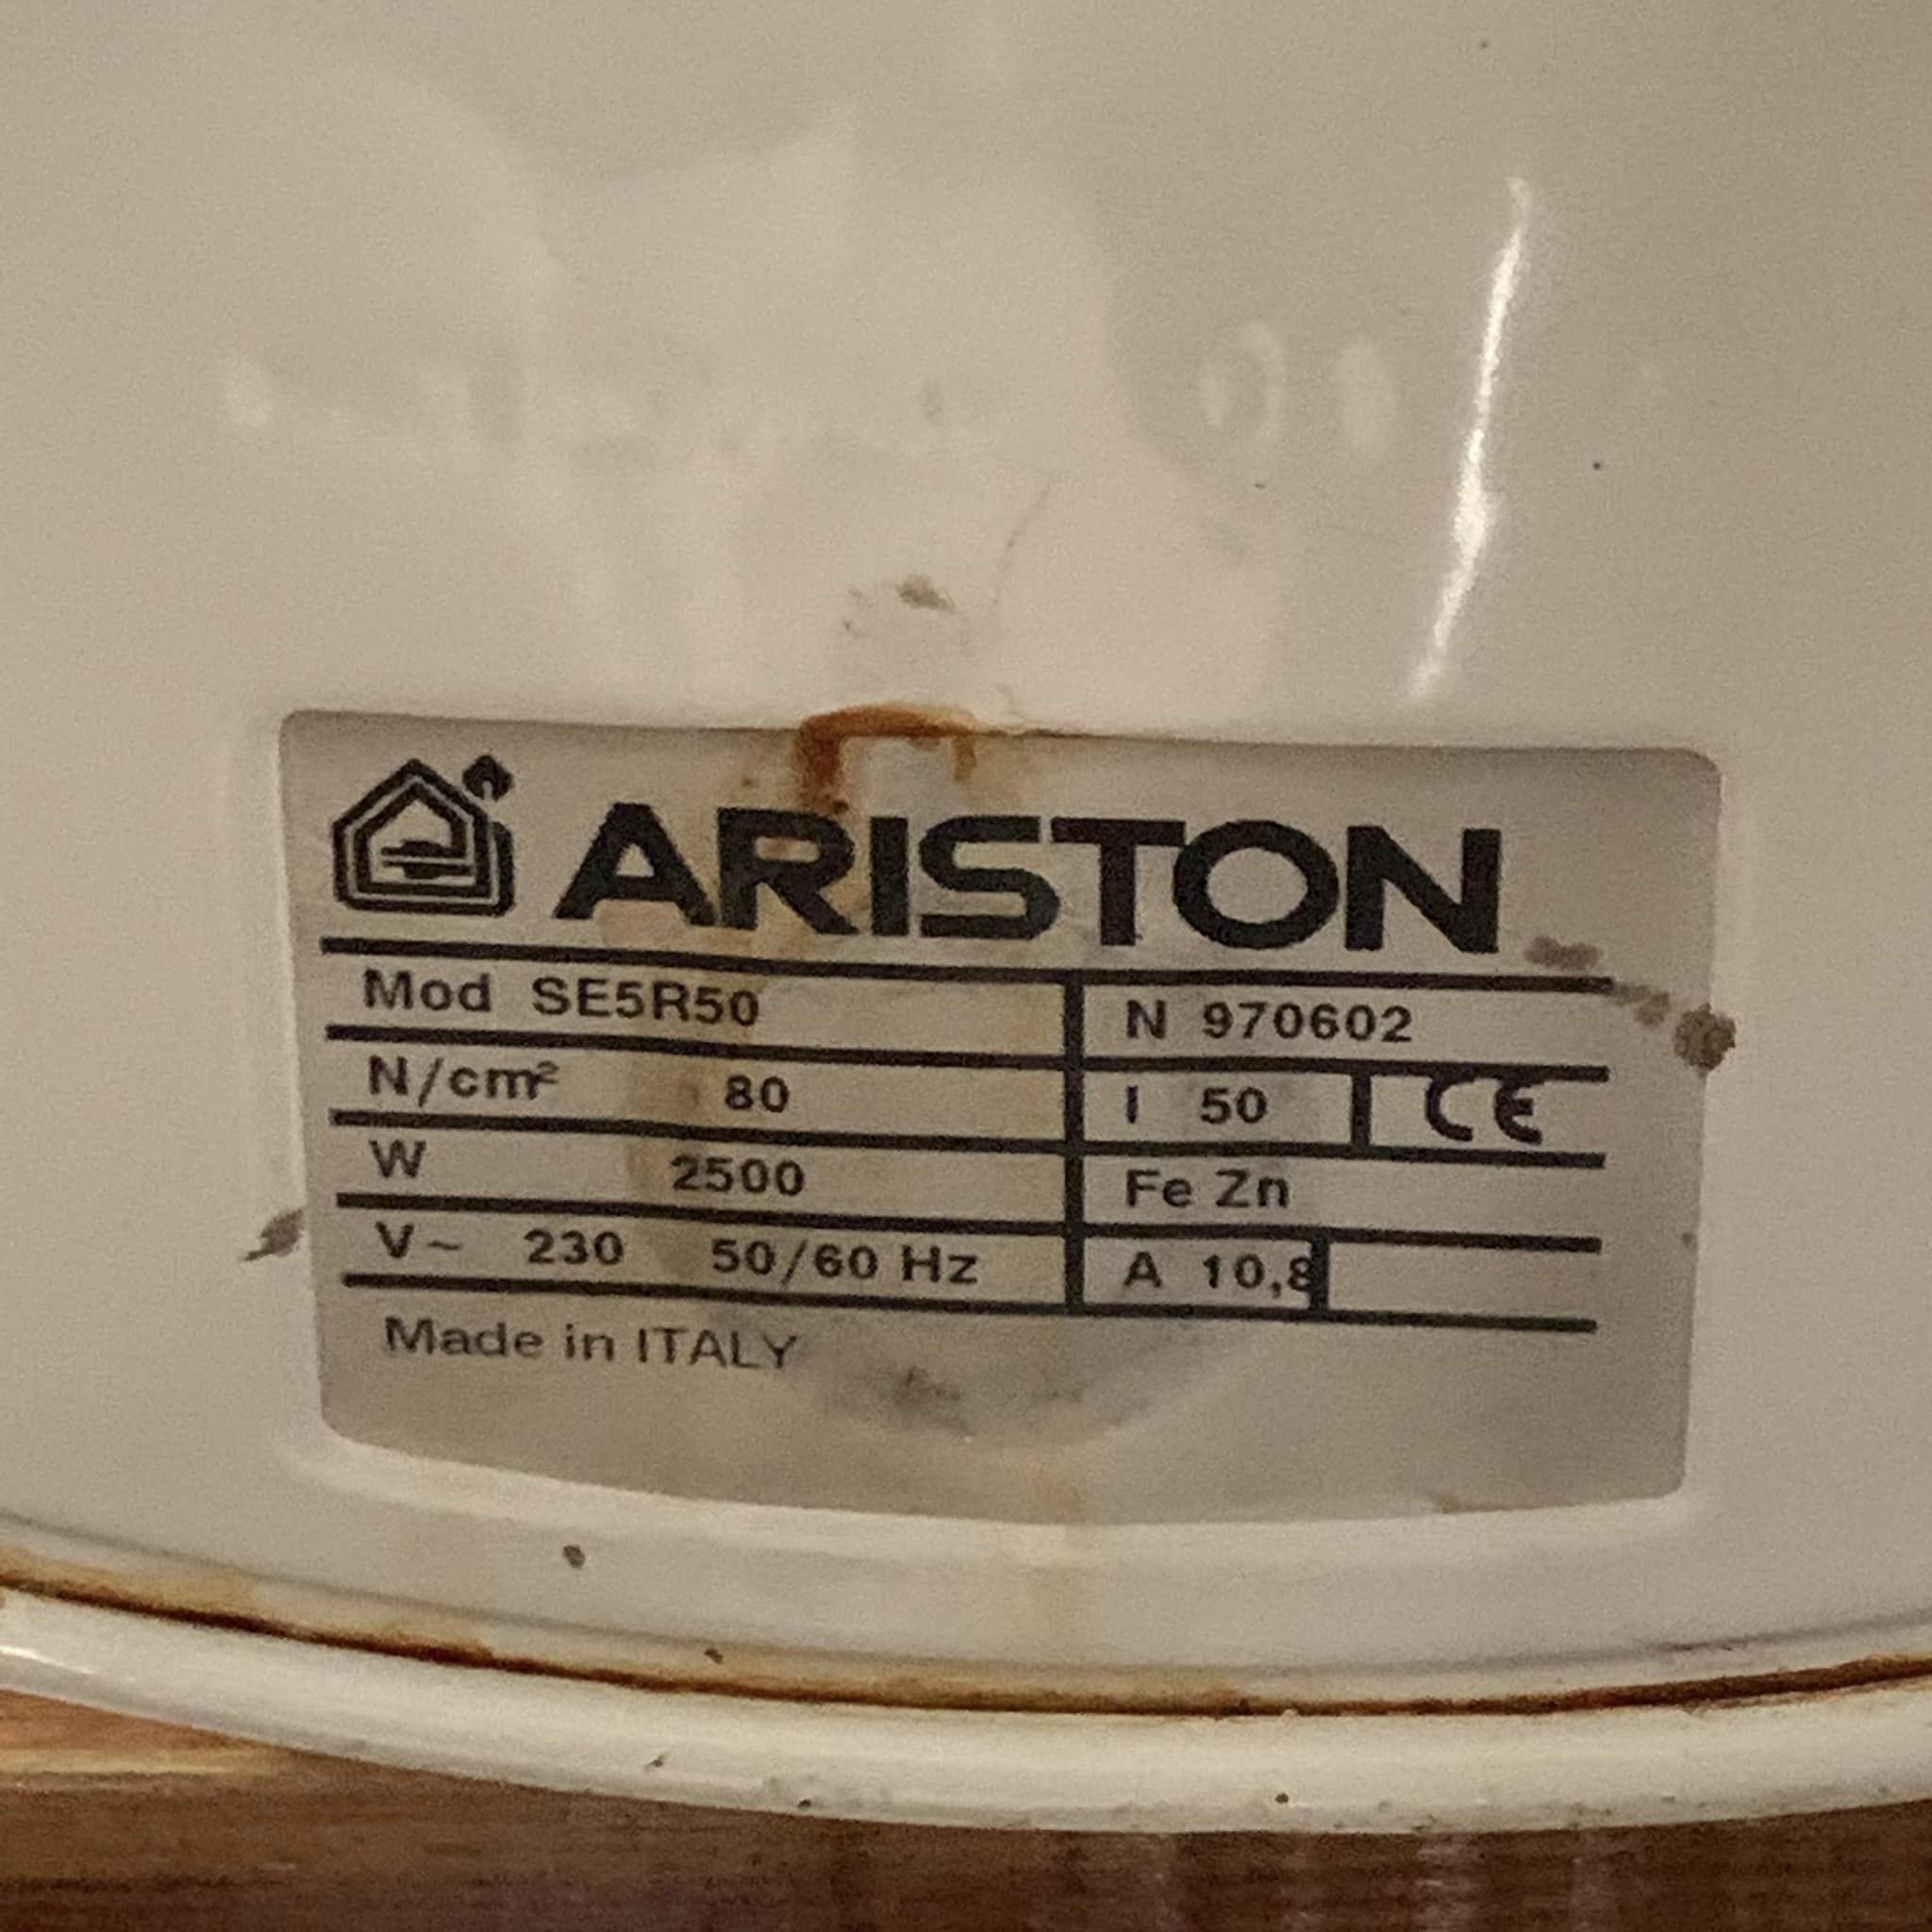 ARISTON
Mod SE5R50 N 970602
N/cm² 80 I 50 CE
W 2500 Fe Zn
V~ 230 50/60 Hz A 10,8
Made in ITALY